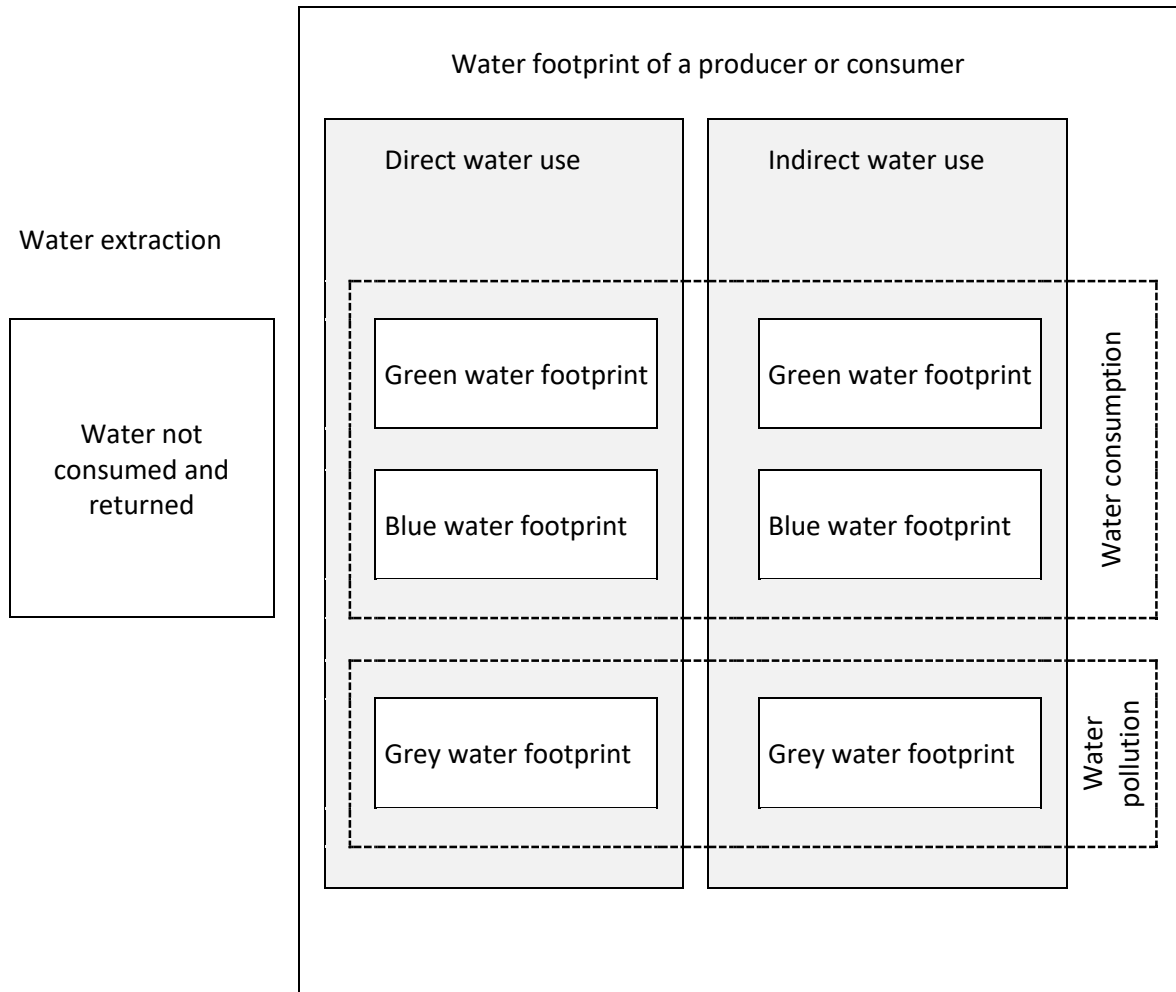 Water footprint of a producer or consumer
Direct water use
Indirect water use
Water extraction
Green water footprint
Green water footprint
Water consumption
Water not
consumed and
returned
Blue water footprint
Blue water footprint
Grey water footprint
Grey water footprint
Water
pollution